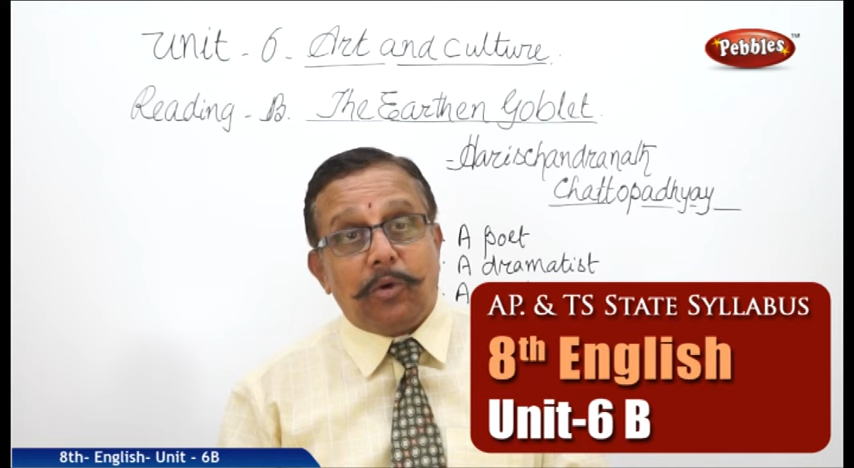 Unit - 6 - Art and culture.
Pebbles TM
Reading - B. The Earthen Goblet.
- Harischandranath
Chattopadhyay
. A poet
. A dramatist
. A
AP. & TS STATE SYLLABUS
8th English
Unit-6 B
8th- English- Unit - 6B